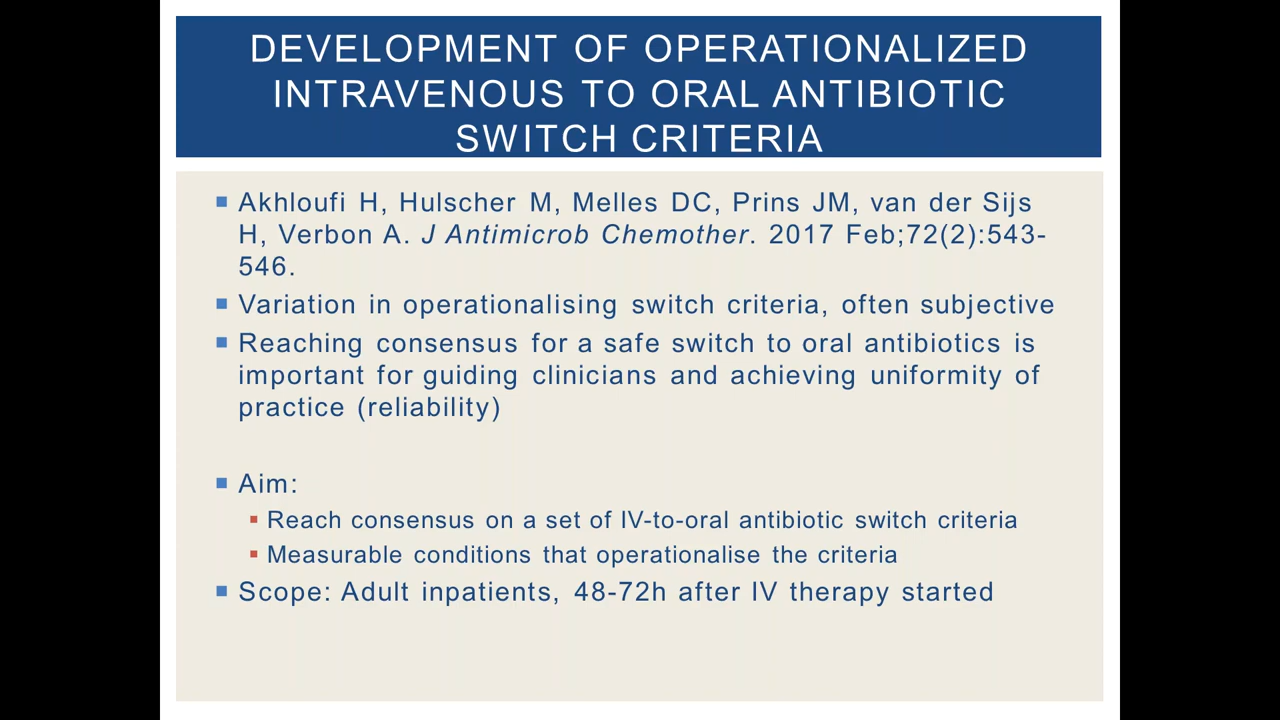 DEVELOPMENT OF OPERATIONALIZED
INTRAVENOUS TO ORAL ANTIBIOTIC
SWITCH CRITERIA
Akhloufi H, Hulscher M, Melles DC, Prins JM, van der Sijs
H, Verbon A. J Antimicrob Chemother. 2017 Feb;72(2):543-
546.
Variation in operationalising switch criteria, often subjective
Reaching consensus for a safe switch to oral antibiotics is
important for guiding clinicians and achieving uniformity of
practice (reliability)
Aim:
Reach consensus on a set of IV-to-oral antibiotic switch criteria
Measurable conditions that operationalise the criteria
Scope: Adult inpatients, 48-72h after IV therapy started